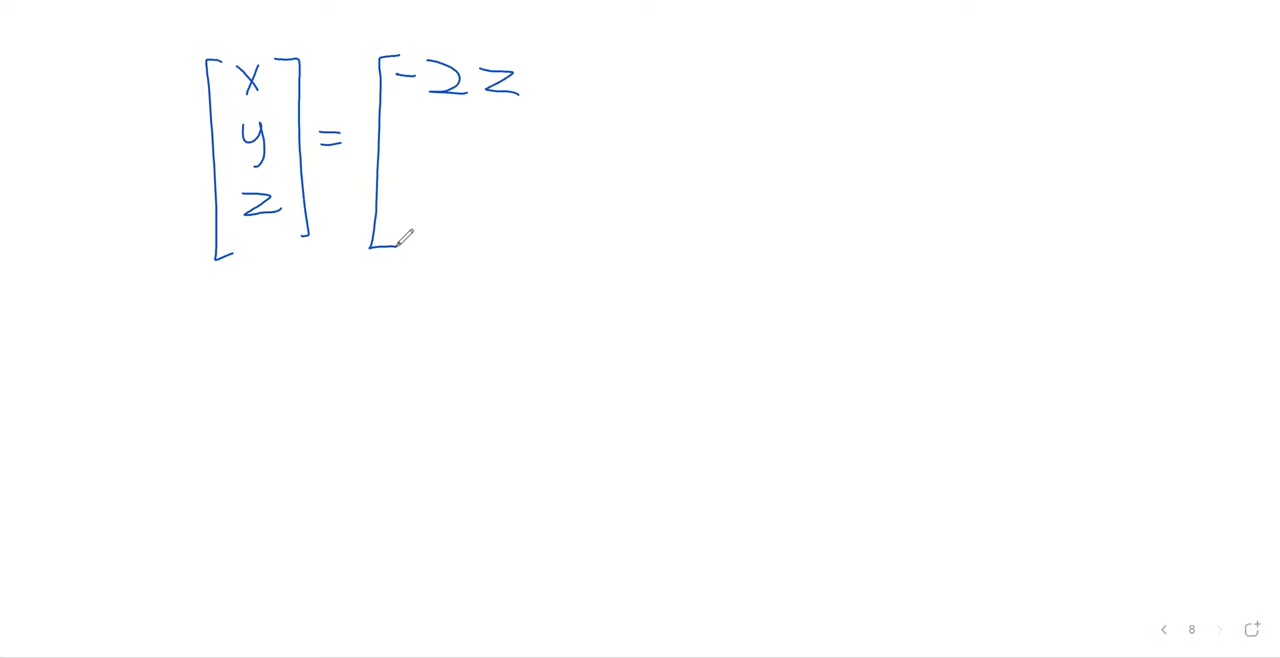 [x y z] = [-2z
8